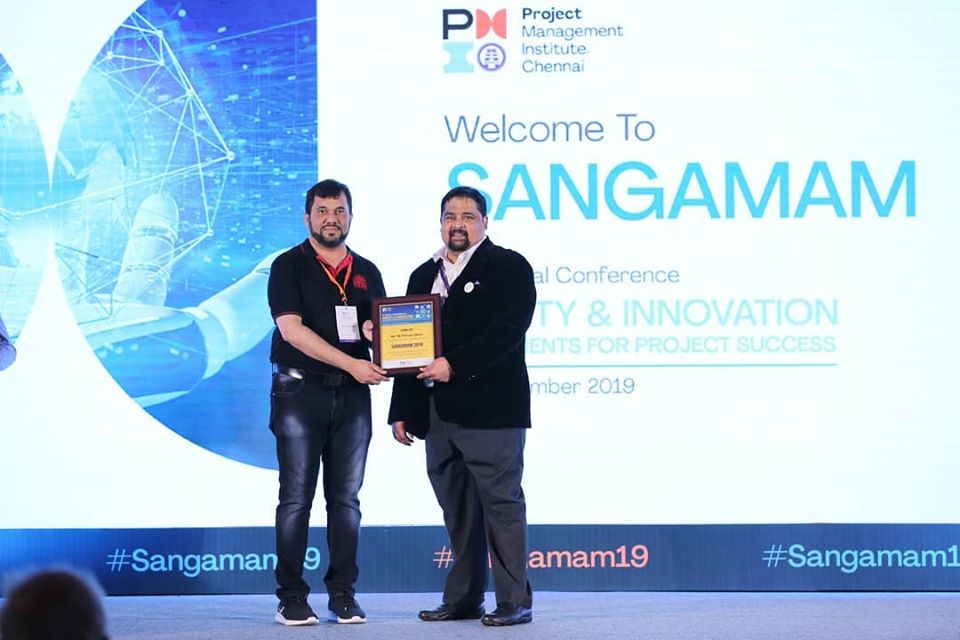 Project
Management
Institute.
Chennai
Welcome To
SANGAMAM
al Conference
TY & INNOVATION
ENTS FOR PROJECT SUCCESS
mber 2019
SANGAMAM 2019
#Sangamam19
#Sangamam19
#Sangamam1